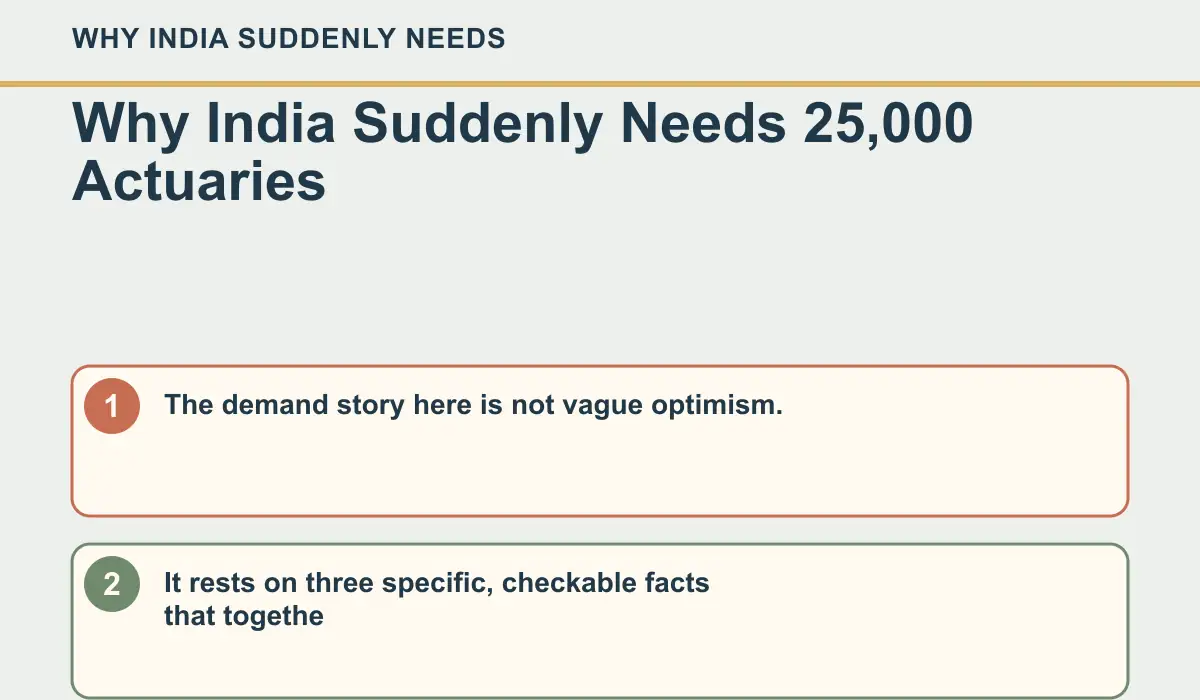 WHY INDIA SUDDENLY NEEDS
Why India Suddenly Needs 25,000
Actuaries
1
The demand story here is not vague optimism.
2
It rests on three specific, checkable facts
that togethe